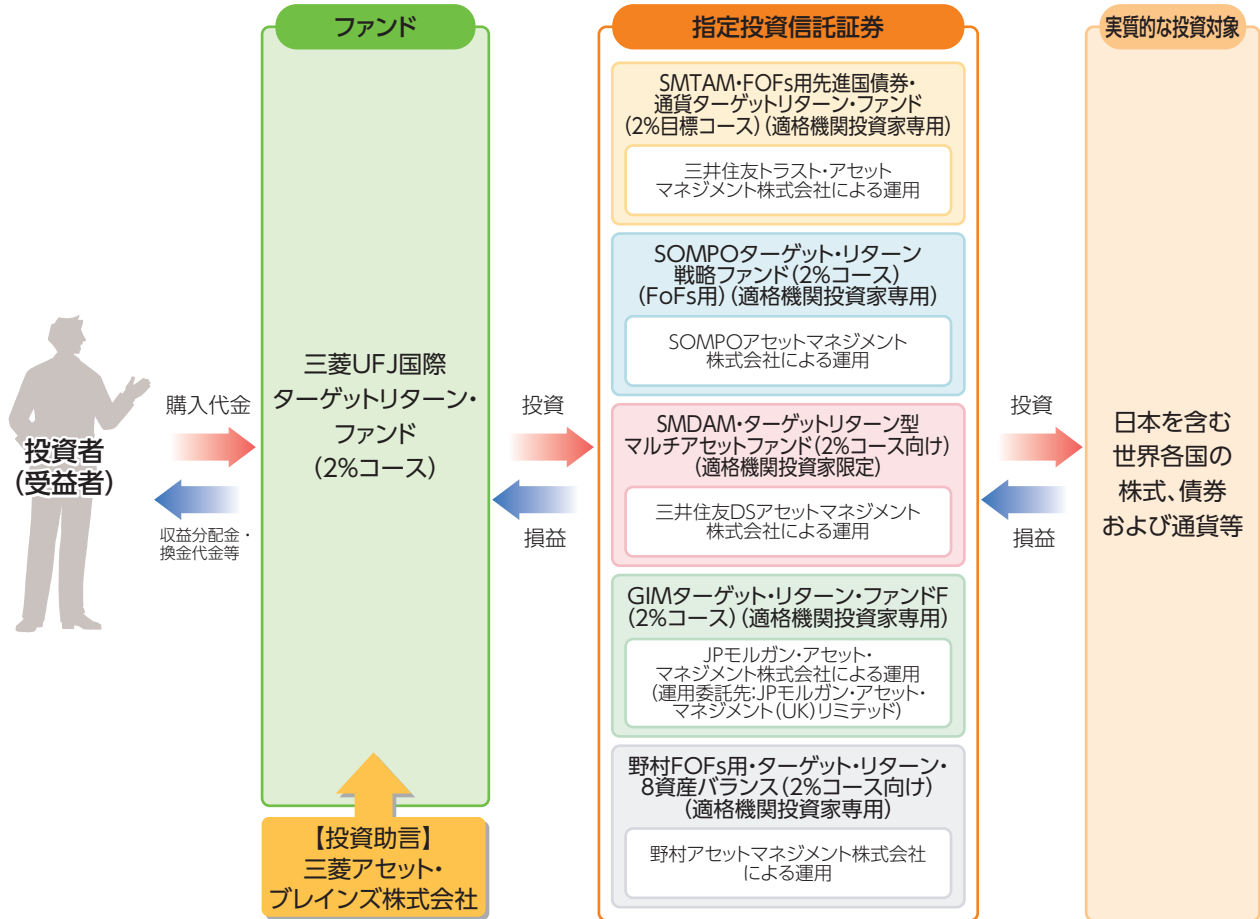 ファンド
指定投資信託証券
実質的な投資対象
投資者
(受益者)
購入代金
収益分配金・
換金代金等
三菱UFJ国際
ターゲットリターン・
ファンド
(2%コース)
【投資助言】
三菱アセット・
ブレインズ株式会社
投資
損益
SMTAM・FOFs用先進国債券・
通貨ターゲットリターン・ファンド
(2%目標コース)(適格機関投資家専用)
三井住友トラスト・アセット
マネジメント株式会社による運用
SOMPOターゲット・リターン
戦略ファンド(2%コース)
(FoFs用)(適格機関投資家専用)
SOMPOアセットマネジメント
株式会社による運用
SMDAM・ターゲットリターン型
マルチアセットファンド(2%コース向け)
(適格機関投資家限定)
三井住友DSアセットマネジメント
株式会社による運用
GIMターゲット・リターン・ファンドF
(2%コース)(適格機関投資家専用)
JPモルガン・アセット・
マネジメント株式会社による運用
(運用委託先:JPモルガン・アセット・
マネジメント(UK)リミテッド)
野村FOFs用・ターゲット・リターン・
8資産バランス(2%コース向け)
(適格機関投資家専用)
野村アセットマネジメント株式会社
による運用
投資
損益
日本を含む
世界各国の
株式、債券
および通貨等